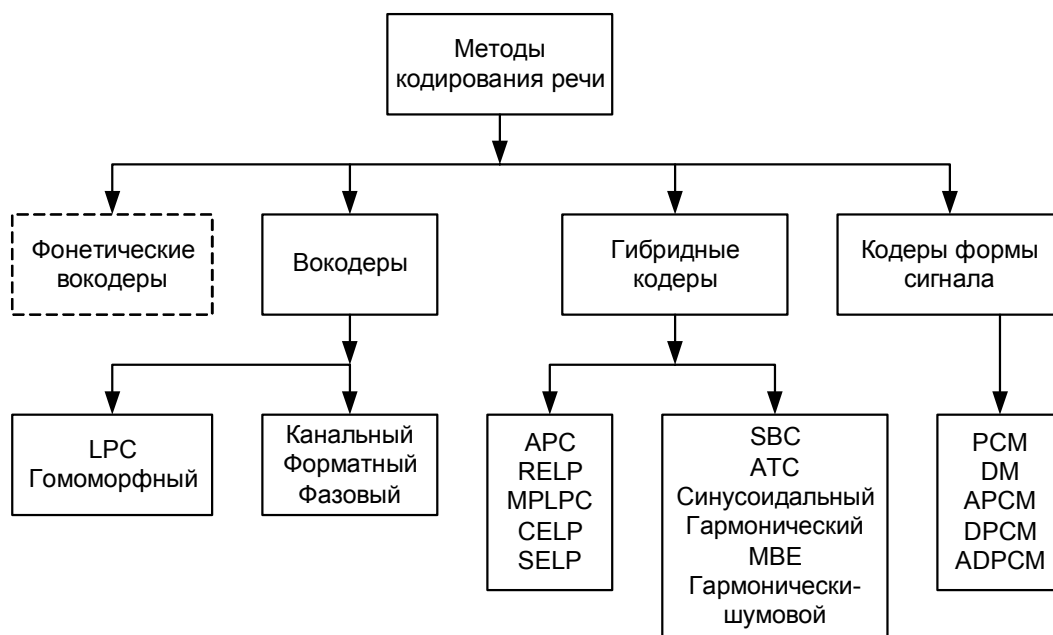 Методы
кодирования речи
Фонетические
вокодеры
Вокодеры
Гибридные
кодеры
Кодеры формы
сигнала
LPC
Гомоморфный
Канальный
Форматный
Фазовый
APC
RELP
MPLPC
CELP
SELP
SBC
ATC
Синусоидальный
Гармонический
MBE
Гармонически-
шумовой
PCM
DM
APCM
DPCM
ADPCM